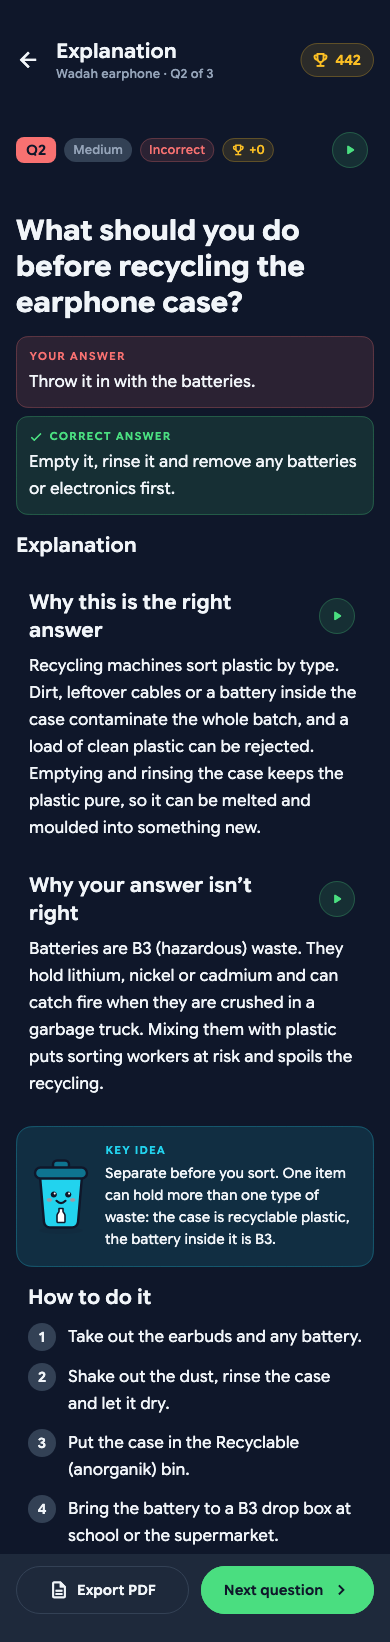 Explanation
Wadah earphone · Q2 of 3
442
Q2
Medium
Incorrect
+0
What should you do
before recycling the
earphone case?
YOUR ANSWER
Throw it in with the batteries.
CORRECT ANSWER
Empty it, rinse it and remove any batteries
or electronics first.
Explanation
Why this is the right
answer
Recycling machines sort plastic by type.
Dirt, leftover cables or a battery inside the
case contaminate the whole batch, and a
load of clean plastic can be rejected.
Emptying and rinsing the case keeps the
plastic pure, so it can be melted and
moulded into something new.
Why your answer isn’t
right
Batteries are B3 (hazardous) waste. They
hold lithium, nickel or cadmium and can
catch fire when they are crushed in a
garbage truck. Mixing them with plastic
puts sorting workers at risk and spoils the
recycling.
KEY IDEA
Separate before you sort. One item
can hold more than one type of
waste: the case is recyclable plastic,
the battery inside it is B3.
How to do it
1 Take out the earbuds and any battery.
2 Shake out the dust, rinse the case
and let it dry.
3 Put the case in the Recyclable
(anorganik) bin.
4 Bring the battery to a B3 drop box at
school or the supermarket.
Export PDF
Next question